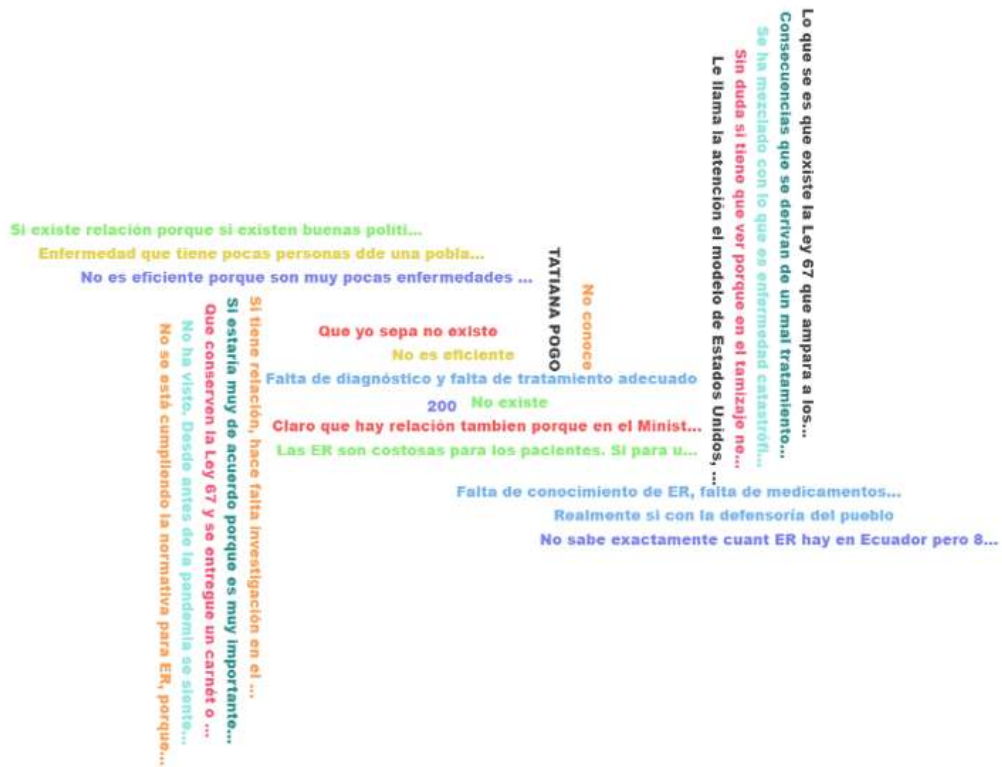 Si existe relación porque si existen buenas políti...
Enfermedad que tiene pocas personas dde una pobla...
No es eficiente porque son muy pocas enfermedades ...
Que yo sepa no existe
No es eficiente
Falta de diagnóstico y falta de tratamiento adecuado
200
No existe
Claro que hay relación tambien porque en el Minist...
Las ER son costosas para los pacientes. Si para u...
Falta de conocimiento de ER, falta de medicamentos...
Realmente si con la defensoría del pueblo
No sabe exactamente cuant ER hay en Ecuador pero 8...
No se está cumpliendo la normativa para ER, porque...
No ha visto. Desde antes de la pandemia se siente...
Que conserven la Ley 67 y se entregue un carnét o ...
Si estaría muy de acuerdo porque es muy importante...
Si tiene relación, hace falta investigación en el ...
TATIANA POGO
No conoce
Le llama la atención el modelo de Estados Unidos, ...
Sin duda si tiene que ver porque en el tamizaje ne...
Se ha mezclado con lo que es enfermedad catastrófi...
Consecuencias que se derivan de un mal tratamiento...
Lo que se es que existe la Ley 67 que ampara a los...